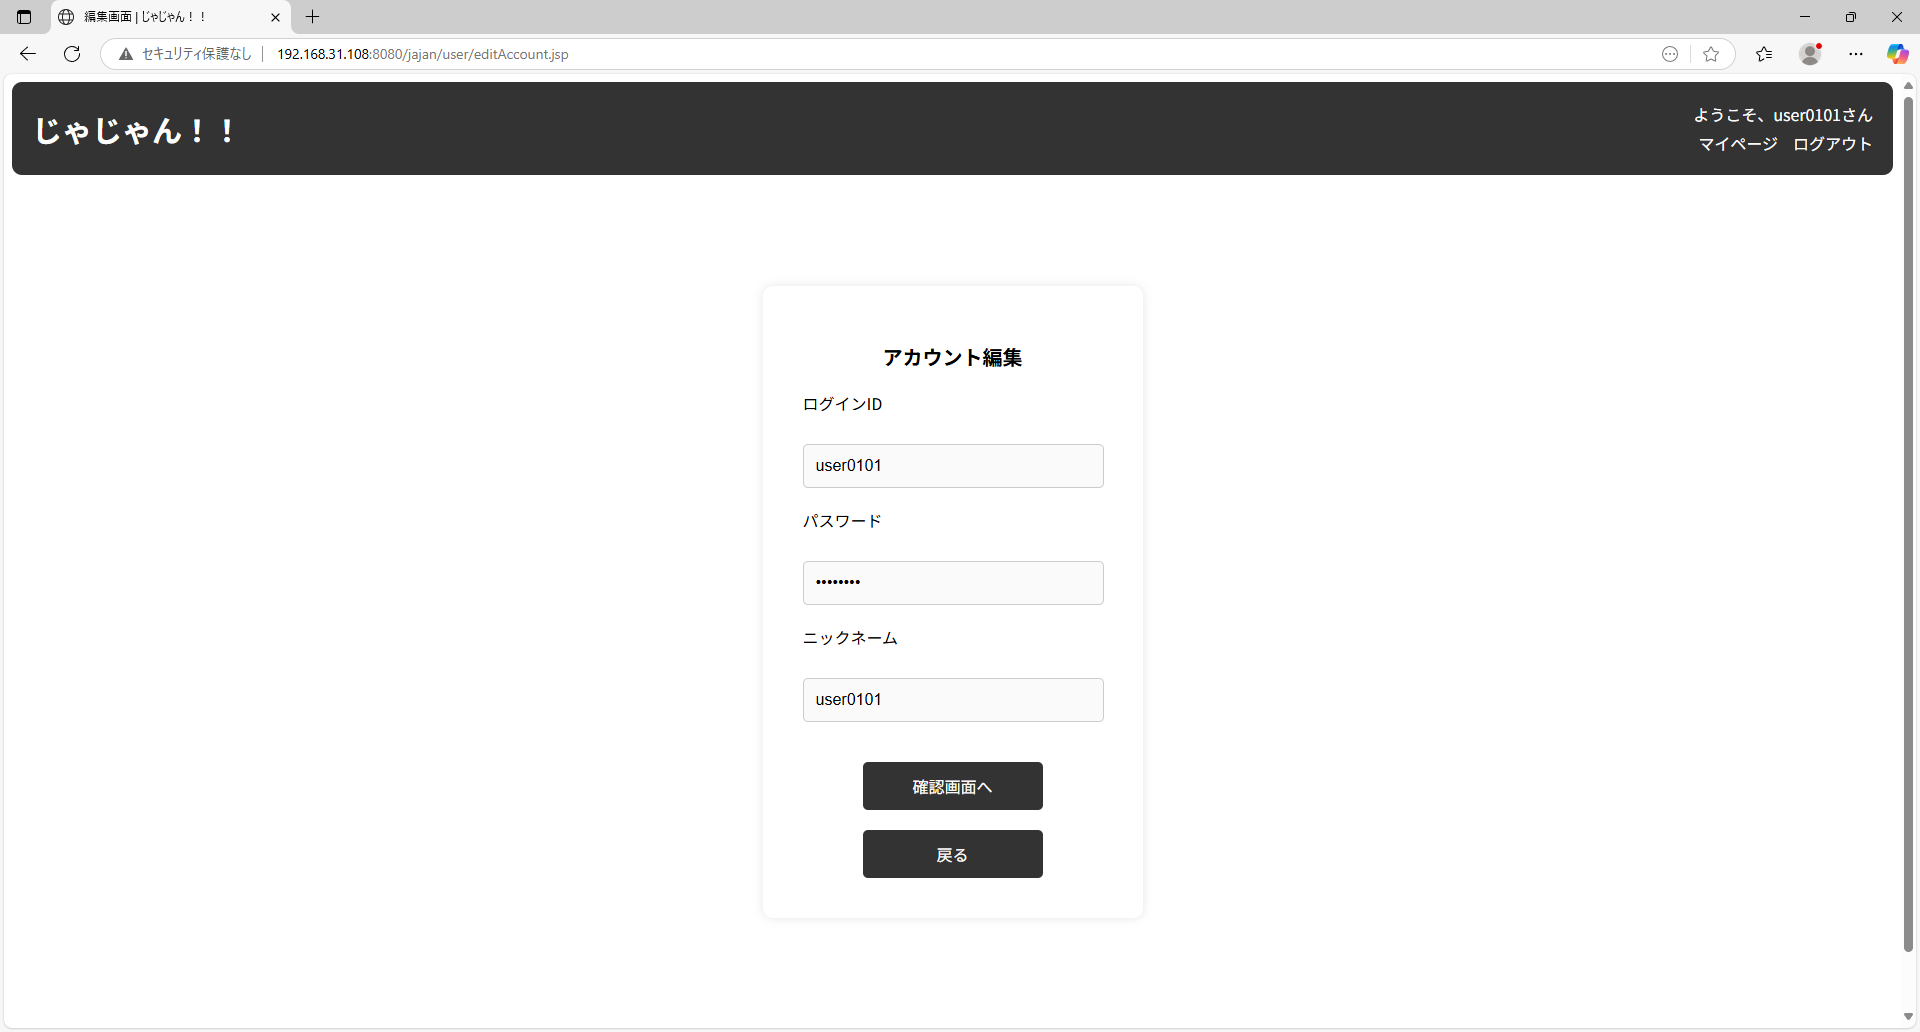 編集画面 | じゃじゃん！！
セキュリティ保護なし
192.168.31.108:8080/jajan/user/editAccount.jsp
じゃじゃん！！
ようこそ、user0101さん
マイページ ログアウト
アカウント編集
ログインID
user0101
パスワード
••••••••
ニックネーム
user0101
確認画面へ
戻る